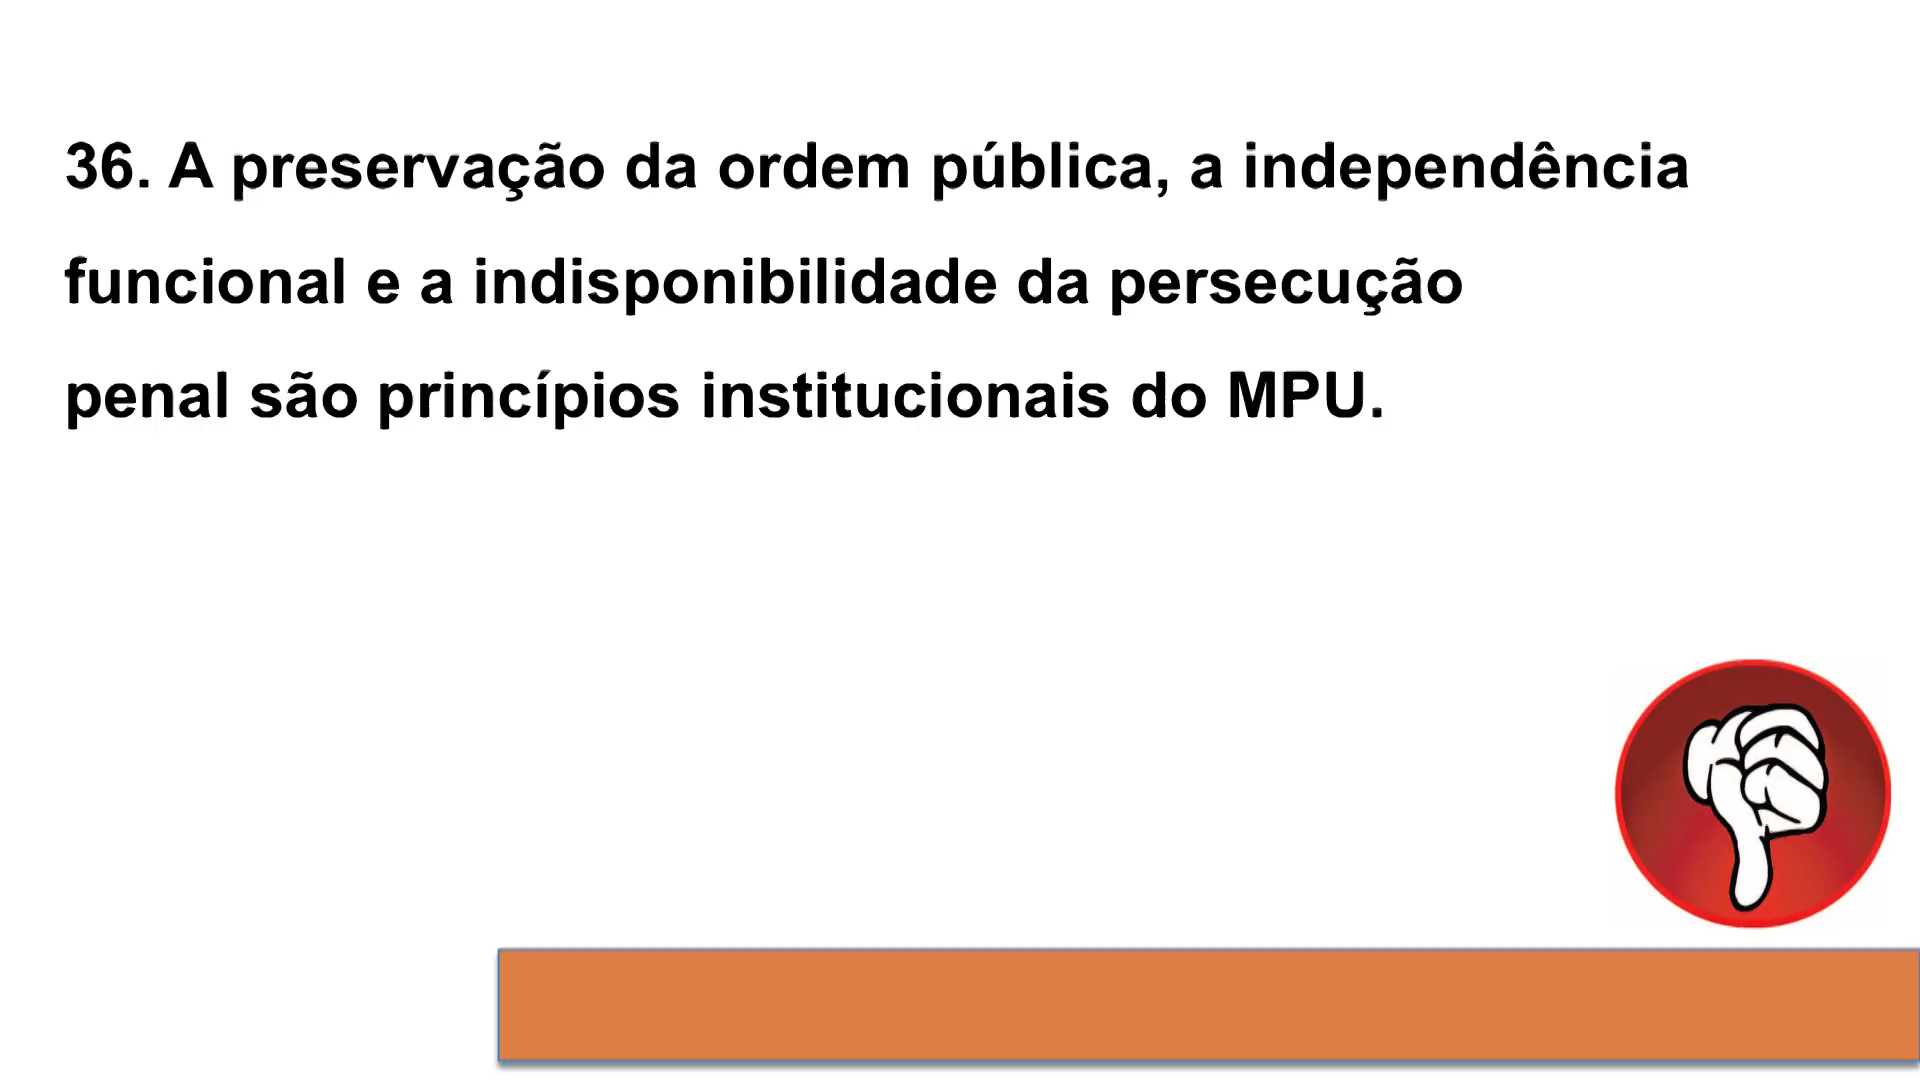 36. A preservação da ordem pública, a independência
funcional e a indisponibilidade da persecução
penal são princípios institucionais do MPU.